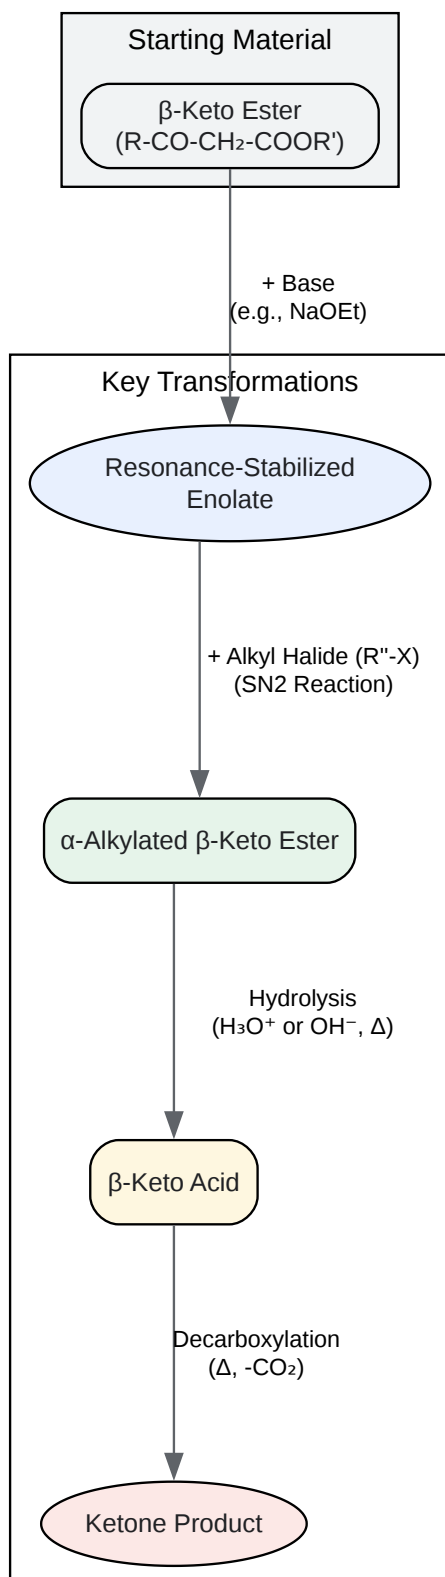 Starting Material
β-Keto Ester
(R-CO-CH₂-COOR')
+ Base
(e.g., NaOEt)
Key Transformations
Resonance-Stabilized
Enolate
+ Alkyl Halide (R''-X)
(SN2 Reaction)
α-Alkylated β-Keto Ester
Hydrolysis
(H₃O⁺ or OH⁻, Δ)
β-Keto Acid
Decarboxylation
(Δ, -CO₂)
Ketone Product